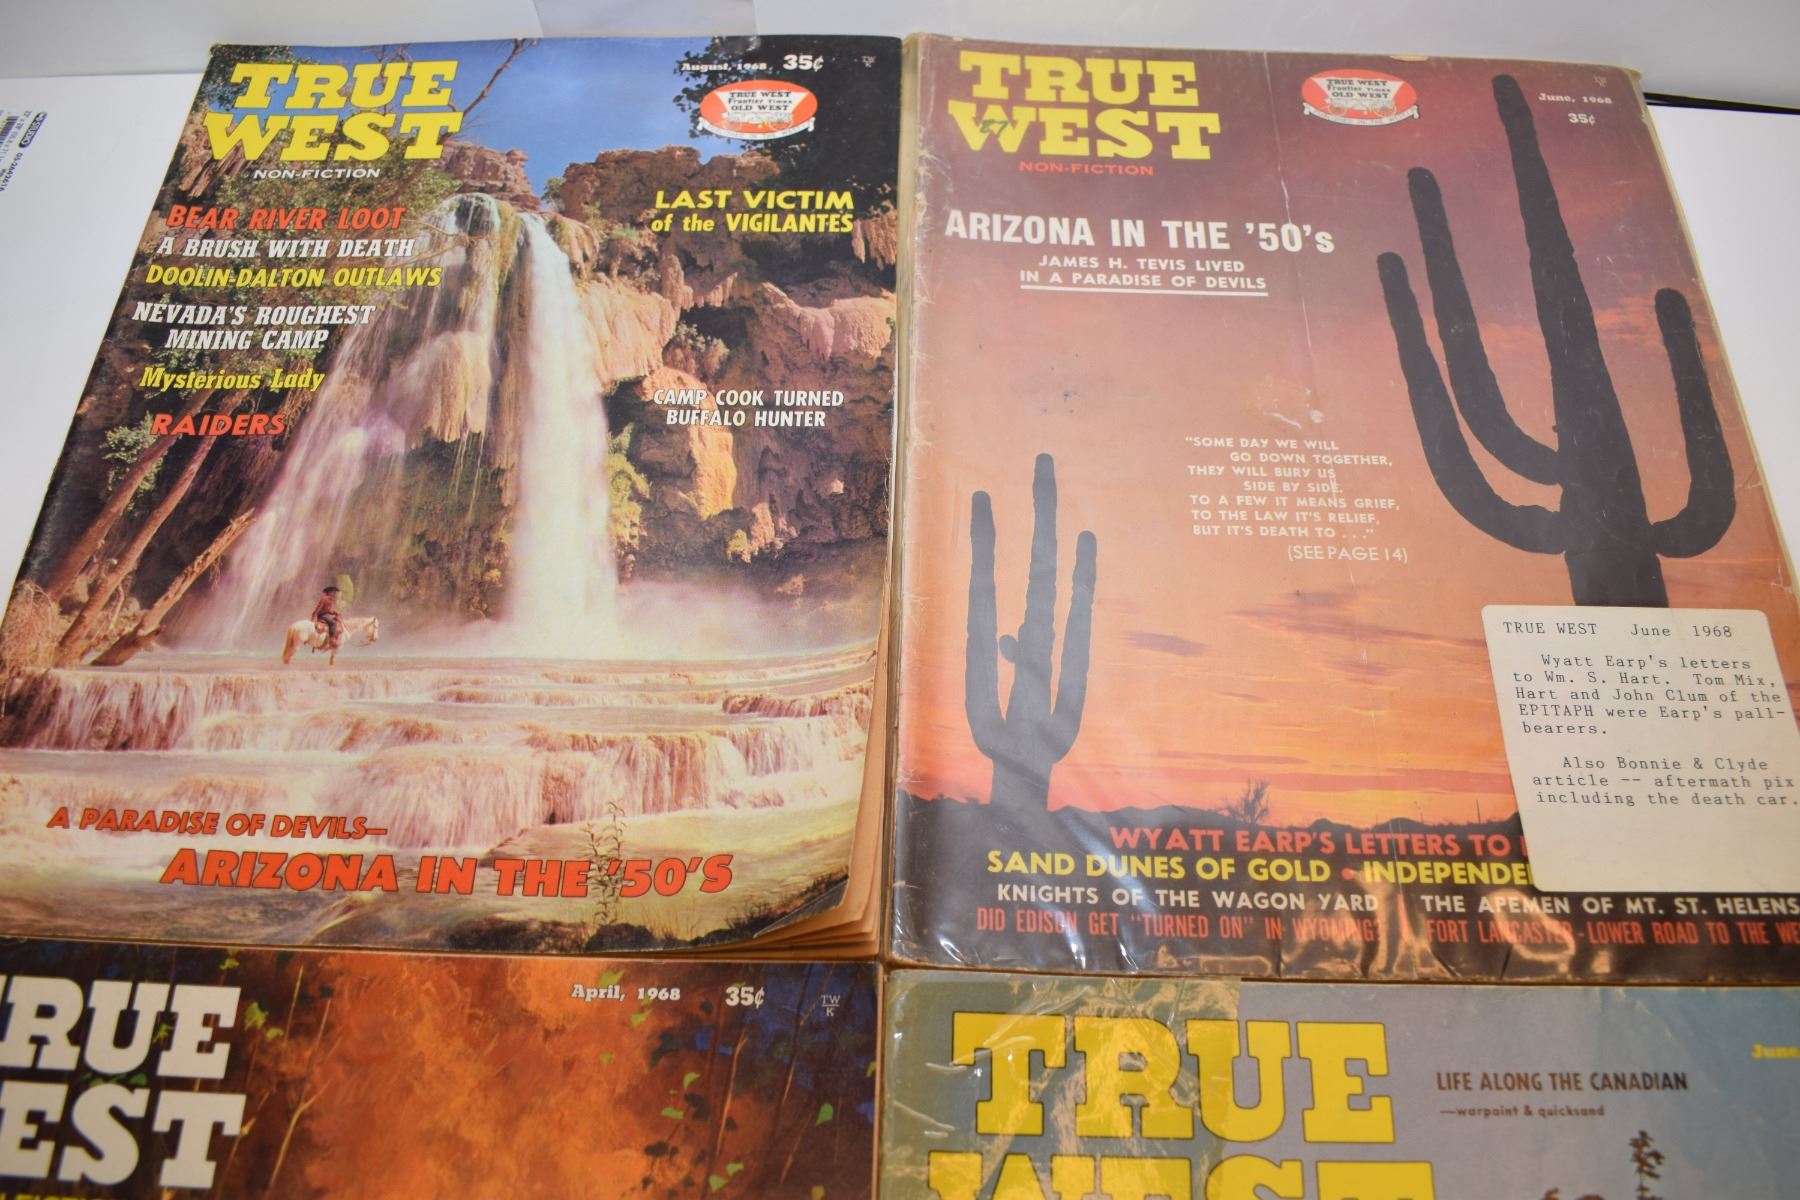 TRUE
WEST
NON-FICTION
August, 1968 35¢
TW
K
TRUE WEST
Frontier Times
OLD WEST
BEAR RIVER LOOT
A BRUSH WITH DEATH
DOOLIN-DALTON OUTLAWS
NEVADA'S ROUGHEST
MINING CAMP
Mysterious Lady
RAIDERS
LAST VICTIM
of the VIGILANTES
CAMP COOK TURNED
BUFFALO HUNTER
A PARADISE OF DEVILS—
ARIZONA IN THE '50'S
TRUE
WEST
87
NON-FICTION
TRUE WEST
Frontier Times
OLD WEST
June, 1968
35¢
ARIZONA IN THE '50's
JAMES H. TEVIS LIVED
IN A PARADISE OF DEVILS
"SOME DAY WE WILL
GO DOWN TOGETHER,
THEY WILL BURY US
SIDE BY SIDE.
TO A FEW IT MEANS GRIEF,
TO THE LAW IT'S RELIEF,
BUT IT'S DEATH TO . . ."
(SEE PAGE 14)
TRUE WEST June 1968
Wyatt Earp's letters
to Wm. S. Hart. Tom Mix,
Hart and John Clum of the
EPITAPH were Earp's pall-
bearers.
Also Bonnie & Clyde
article -- aftermath pix
including the death car.
WYATT EARP'S LETTERS TO
SAND DUNES OF GOLD • INDEPENDE
KNIGHTS OF THE WAGON YARD | THE APEMEN OF MT. ST. HELENS
DID EDISON GET "TURNED ON" IN WYOMING? | FORT LANCASTER - LOWER ROAD TO THE WE
RUE
EST
April, 1968 35¢
TW
K
TRUE
WEST
LIFE ALONG THE CANADIAN
—warpaint & quicksand
June